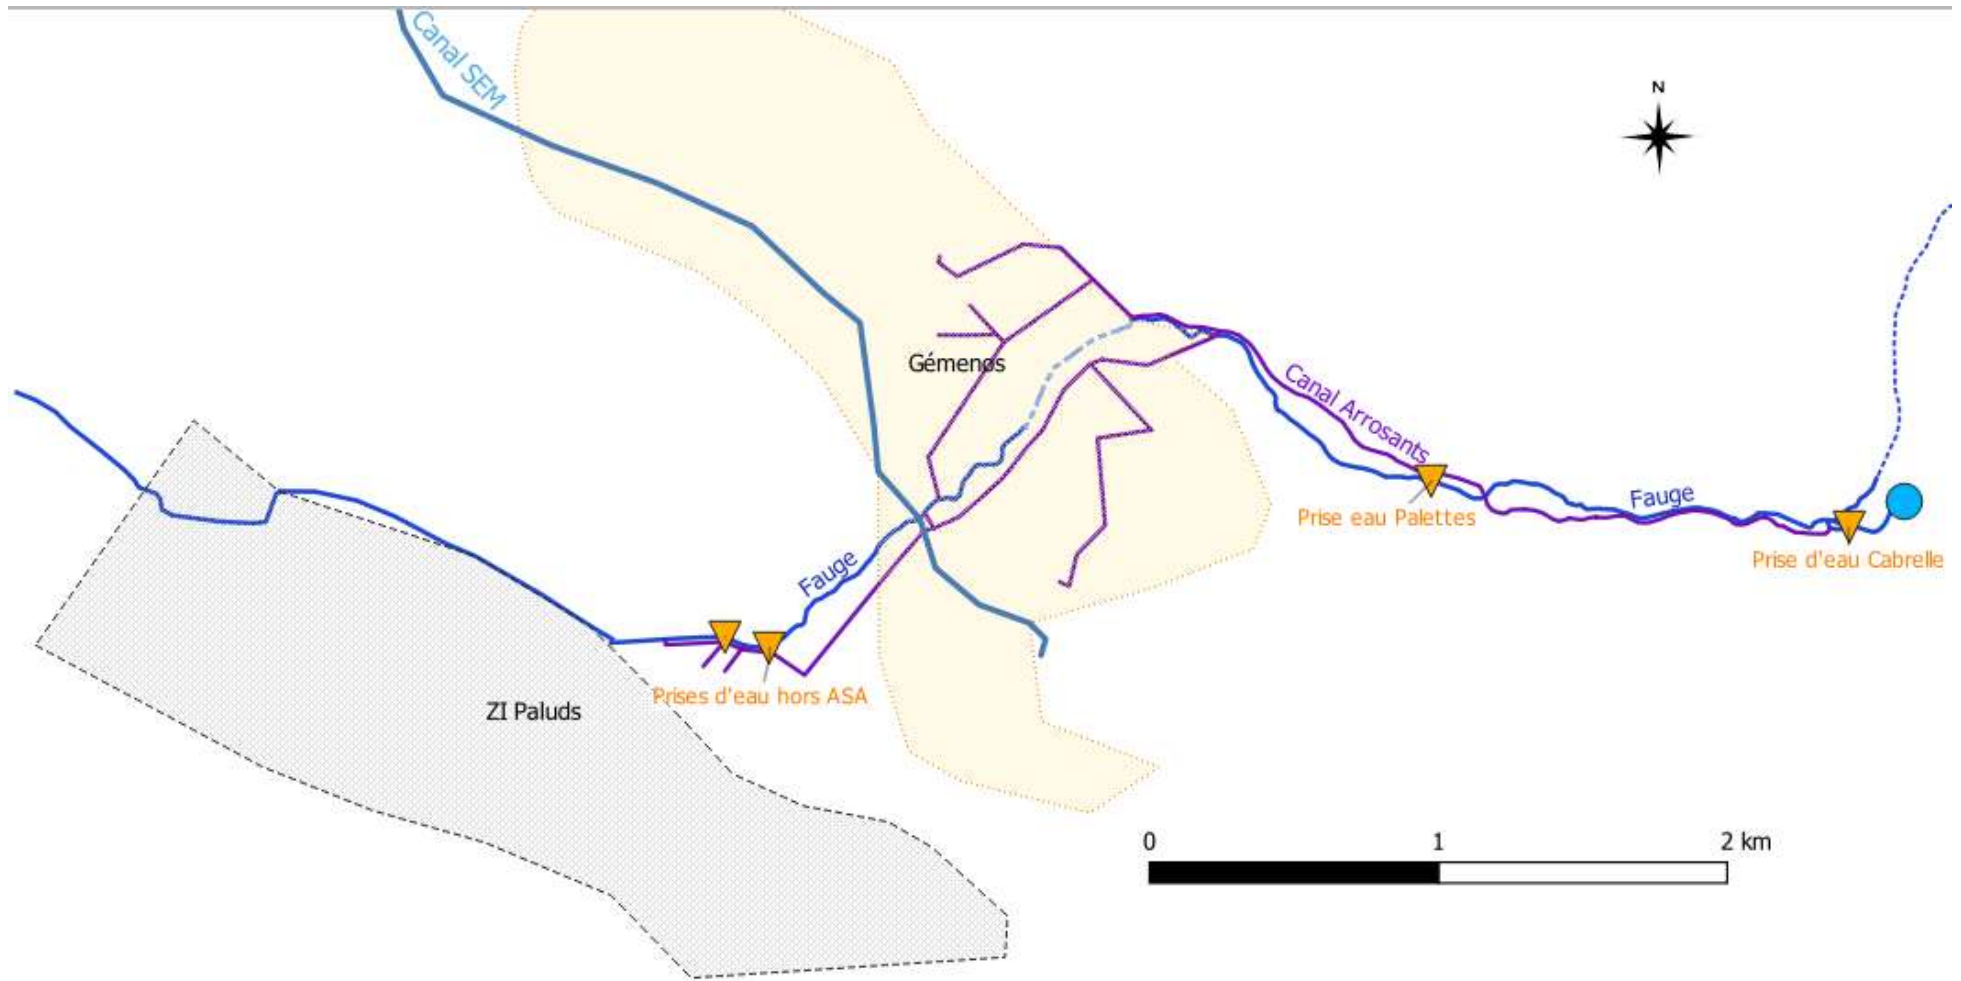 Canal SEM
N
Gémenos
Canal Arrosants
Fauge
Prise eau Palettes
Prise d'eau Cabrelle
Fauge
Prises d'eau hors ASA
ZI Paluds
0 1 2 km